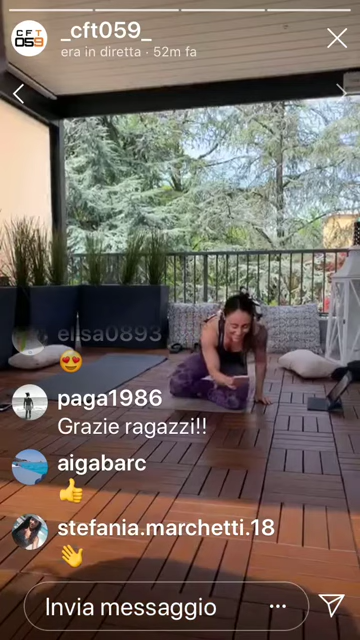 CFT
059
_cft059_
era in diretta · 52m fa
elisa0893
😍
paga1986
Grazie ragazzi!!
aigabarc
👍
stefania.marchetti.18
👋
Invia messaggio